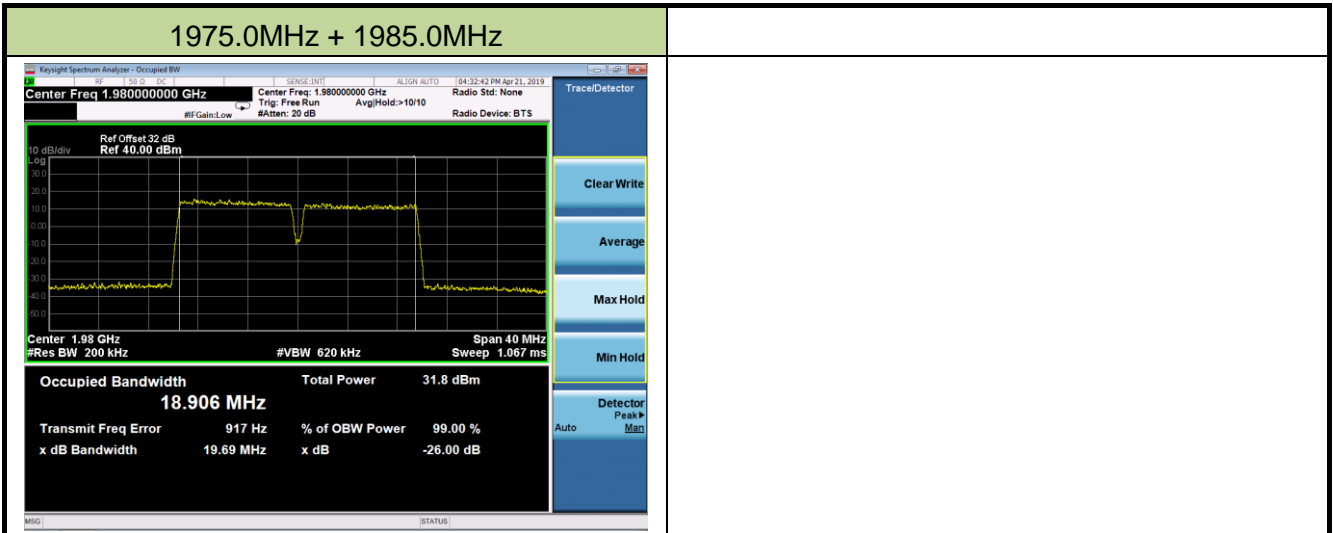 1975.0MHz + 1985.0MHz
Keysight Spectrum Analyzer - Occupied BW
RF 50 Ω DC SENSE:INT ALIGN AUTO 04:32:42 PM Apr 21, 2019
Center Freq 1.980000000 GHz
Center Freq: 1.980000000 GHz Radio Std: None
Trig: Free Run Avg|Hold:>10/10
#IFGain:Low #Atten: 20 dB Radio Device: BTS
Trace/Detector
Ref Offset 32 dB
10 dB/div Ref 40.00 dBm
Log
30.0
20.0
10.0
0.00
-10.0
-20.0
-30.0
-40.0
-50.0
Center 1.98 GHz Span 40 MHz
#Res BW 200 kHz #VBW 620 kHz Sweep 1.067 ms
Occupied Bandwidth Total Power 31.8 dBm
18.906 MHz
Transmit Freq Error 917 Hz % of OBW Power 99.00 %
x dB Bandwidth 19.69 MHz x dB -26.00 dB
Clear Write
Average
Max Hold
Min Hold
Detector
Peak▶
Auto Man
MSG STATUS